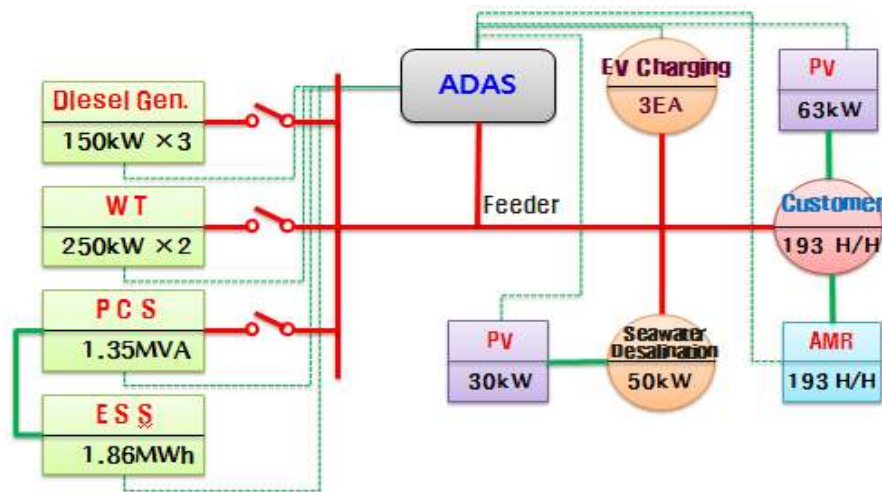 Diesel Gen.
150kW ×3
WT
250kW ×2
PCS
1.35MVA
ESS
1.86MWh
ADAS
Feeder
EV Charging
3EA
PV
63kW
Customer
193 H/H
PV
30kW
Seawater
Desalination
50kW
AMR
193 H/H